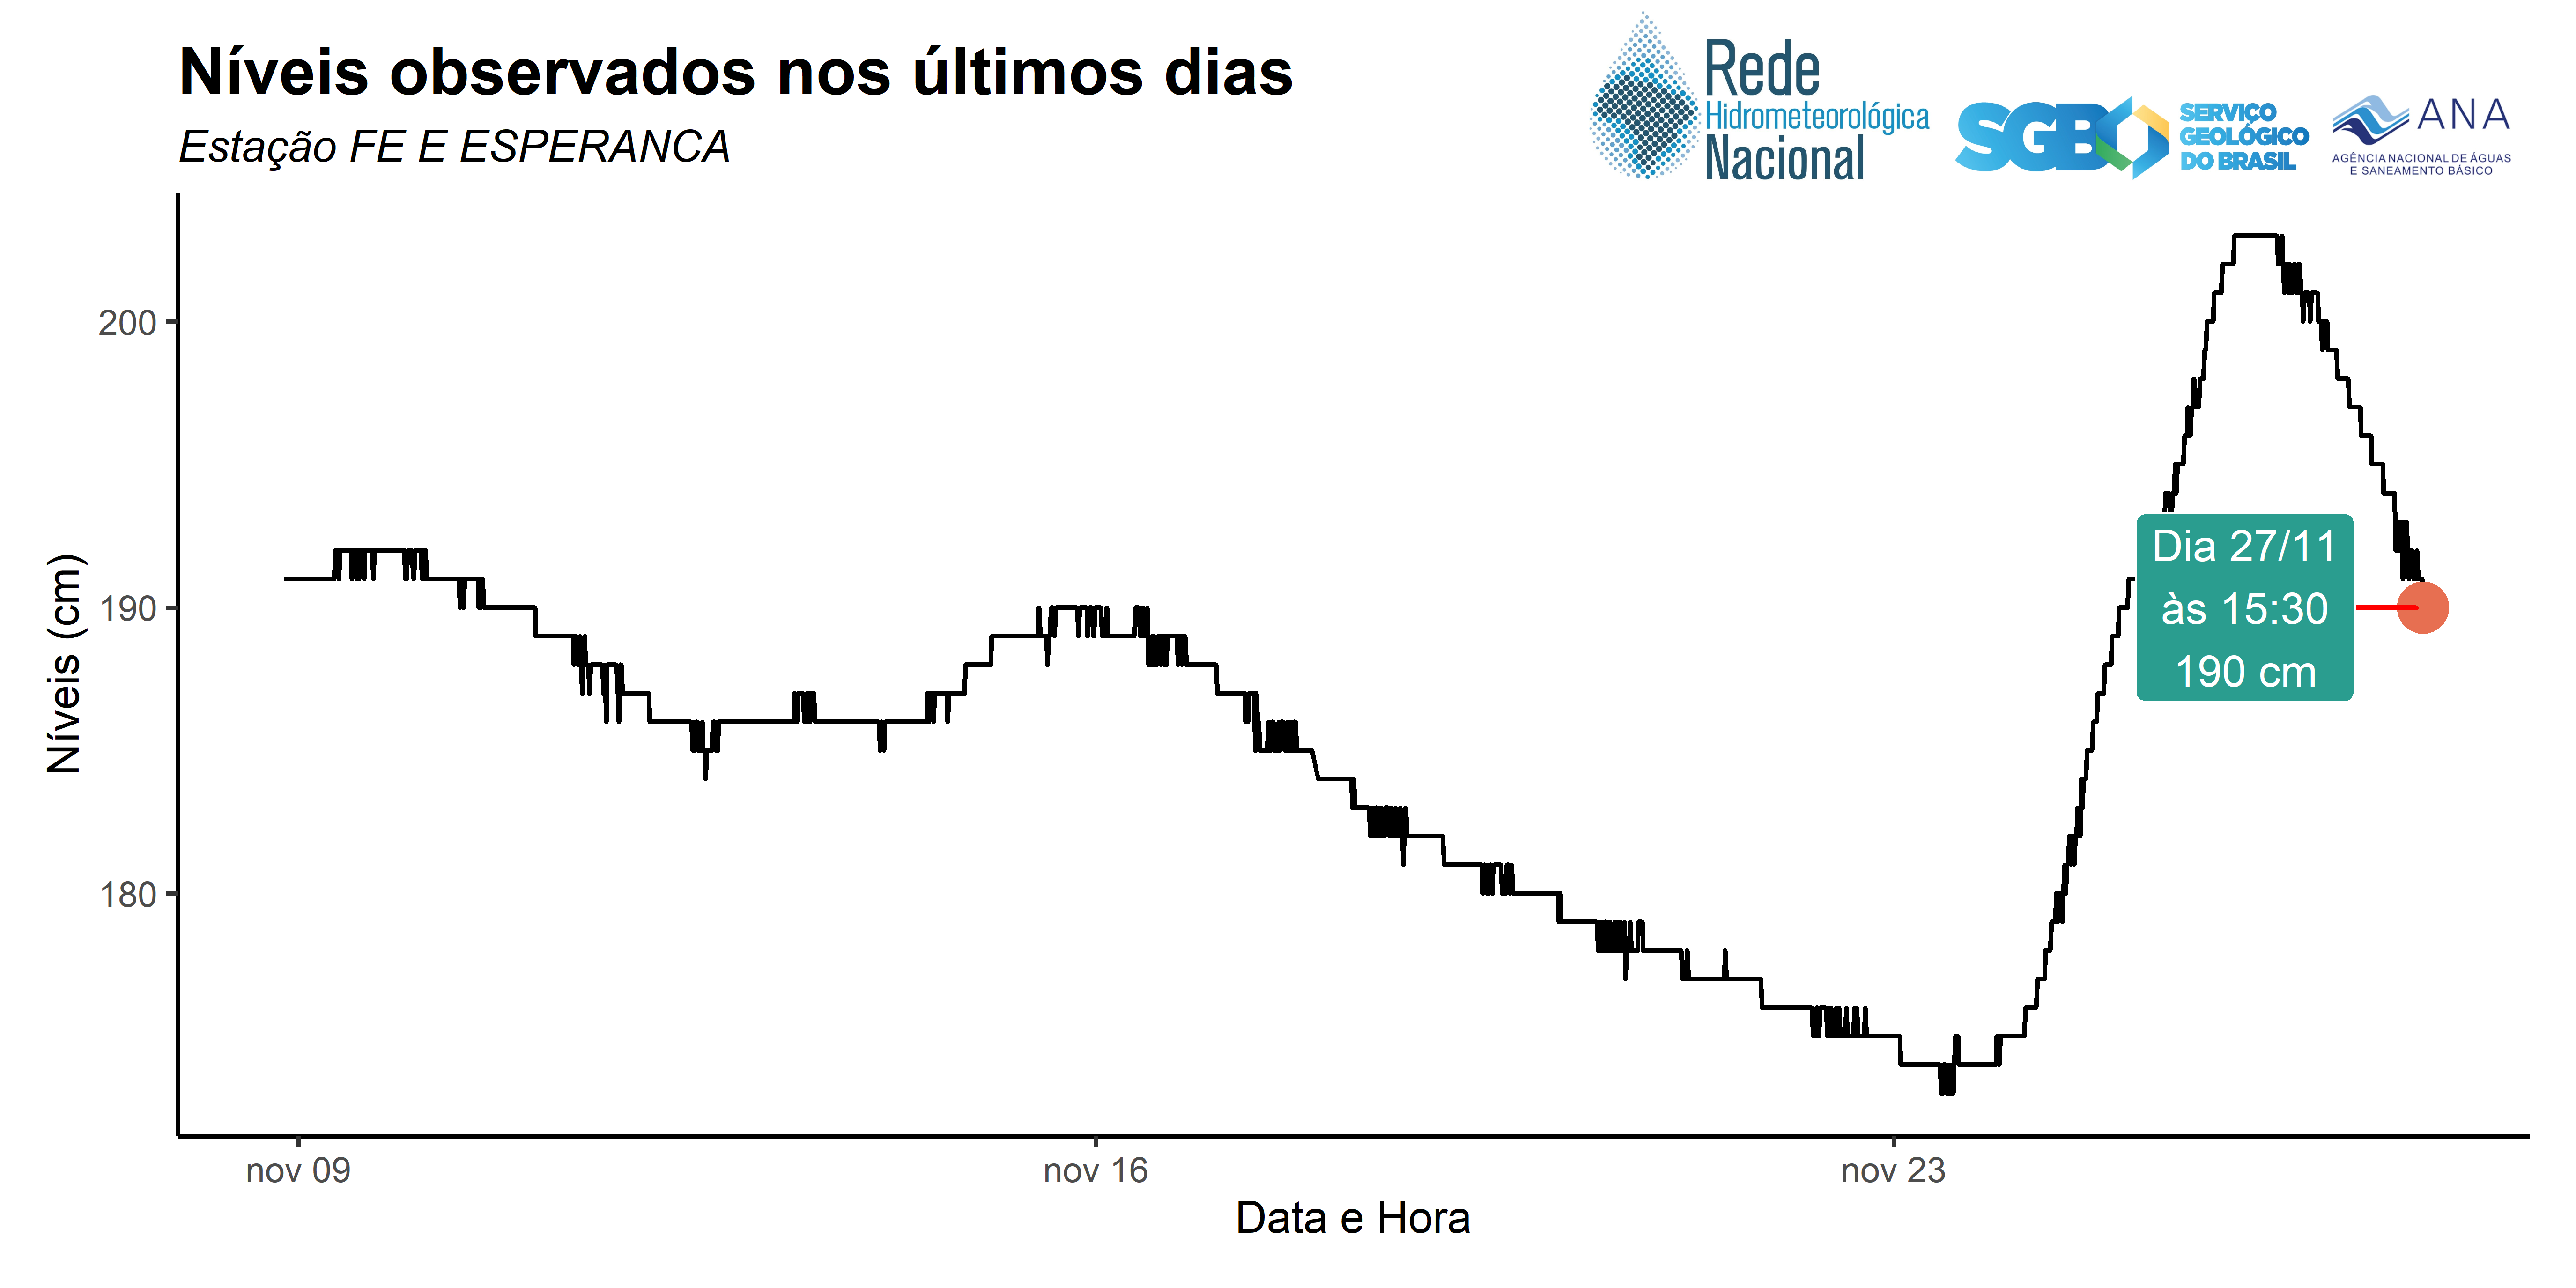 Níveis observados nos últimos dias
Estação FE E ESPERANCA
Rede
Hidrometeorológica
Nacional
SGB
SERVIÇO
GEOLÓGICO
DO BRASIL
ANA
AGÊNCIA NACIONAL DE ÁGUAS
E SANEAMENTO BÁSICO
Níveis (cm)
200
190
180
Dia 27/11
às 15:30
190 cm
nov 09
nov 16
nov 23
Data e Hora